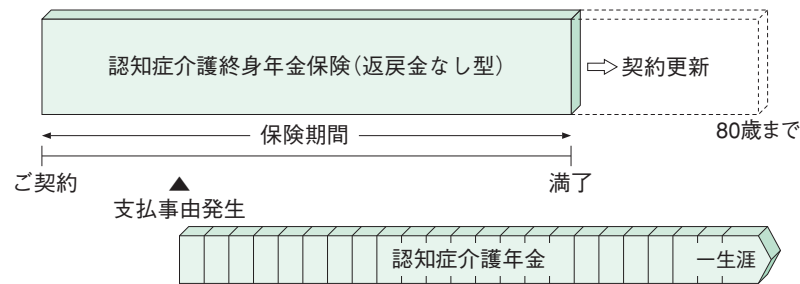 認知症介護終身年金保険(返戻金なし型)
⇨契約更新
80歳まで
保険期間
ご契約
満了
▲
支払事由発生
認知症介護年金
一生涯